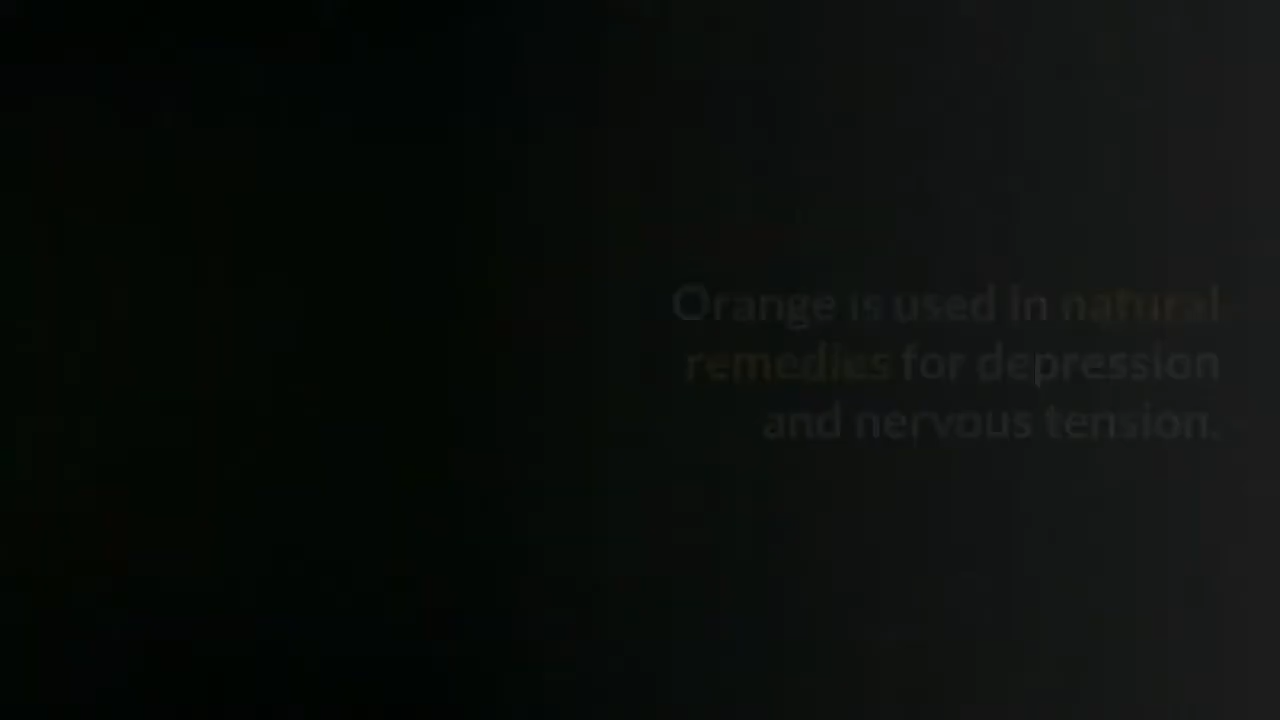 Orange is used in natural
remedies for depression
and nervous tension.